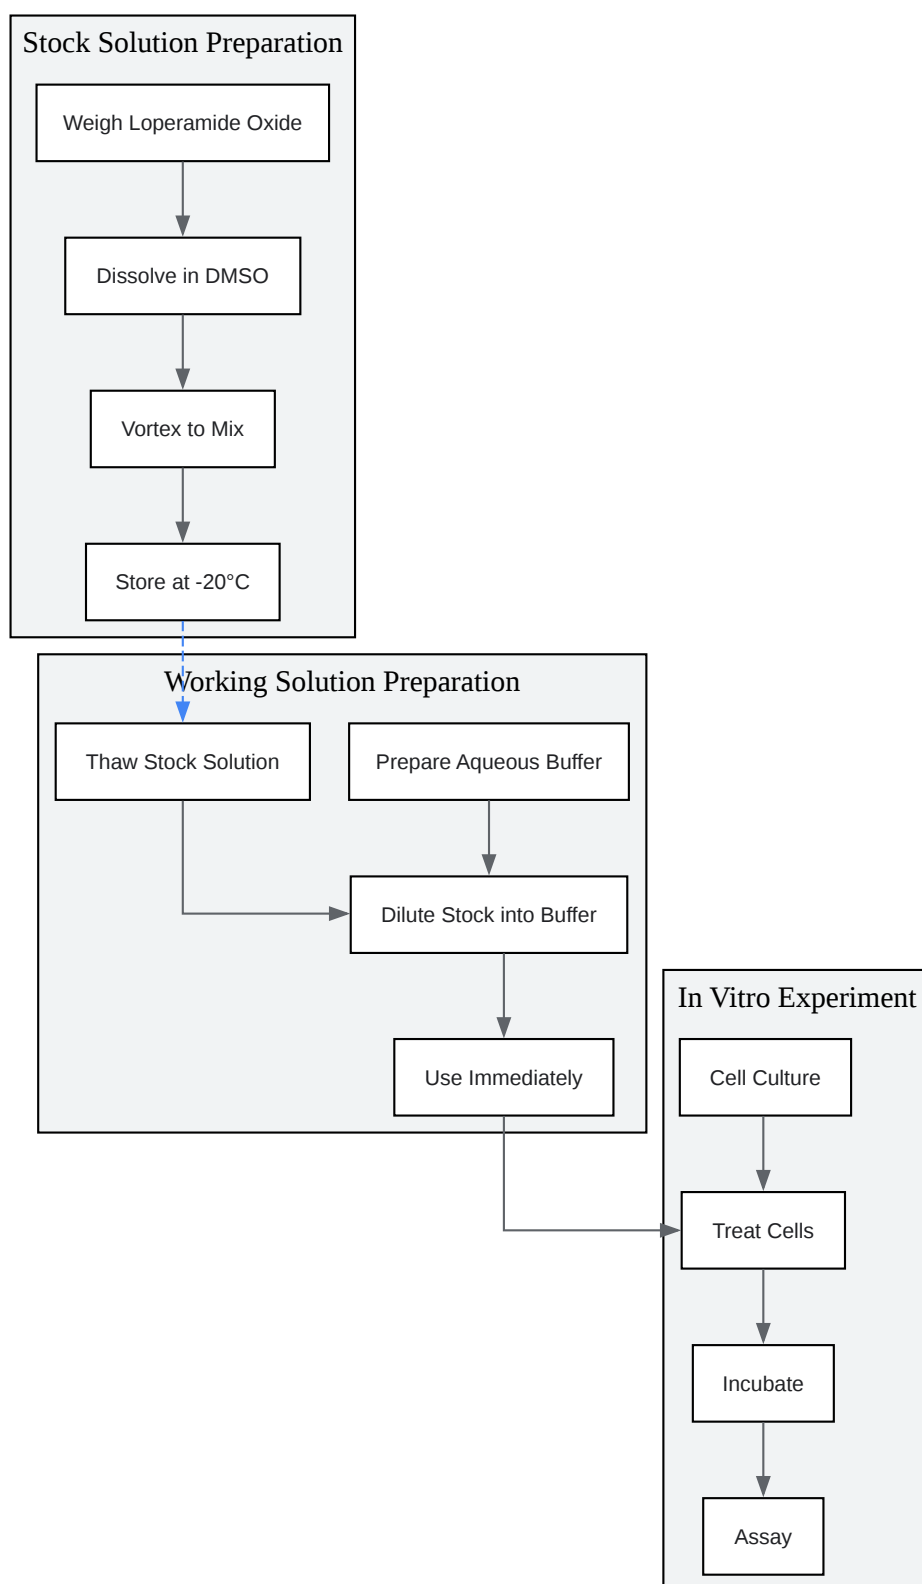 Stock Solution Preparation
Weigh Loperamide Oxide
Dissolve in DMSO
Vortex to Mix
Store at -20°C
Working Solution Preparation
Thaw Stock Solution
Prepare Aqueous Buffer
Dilute Stock into Buffer
Use Immediately
In Vitro Experiment
Cell Culture
Treat Cells
Incubate
Assay